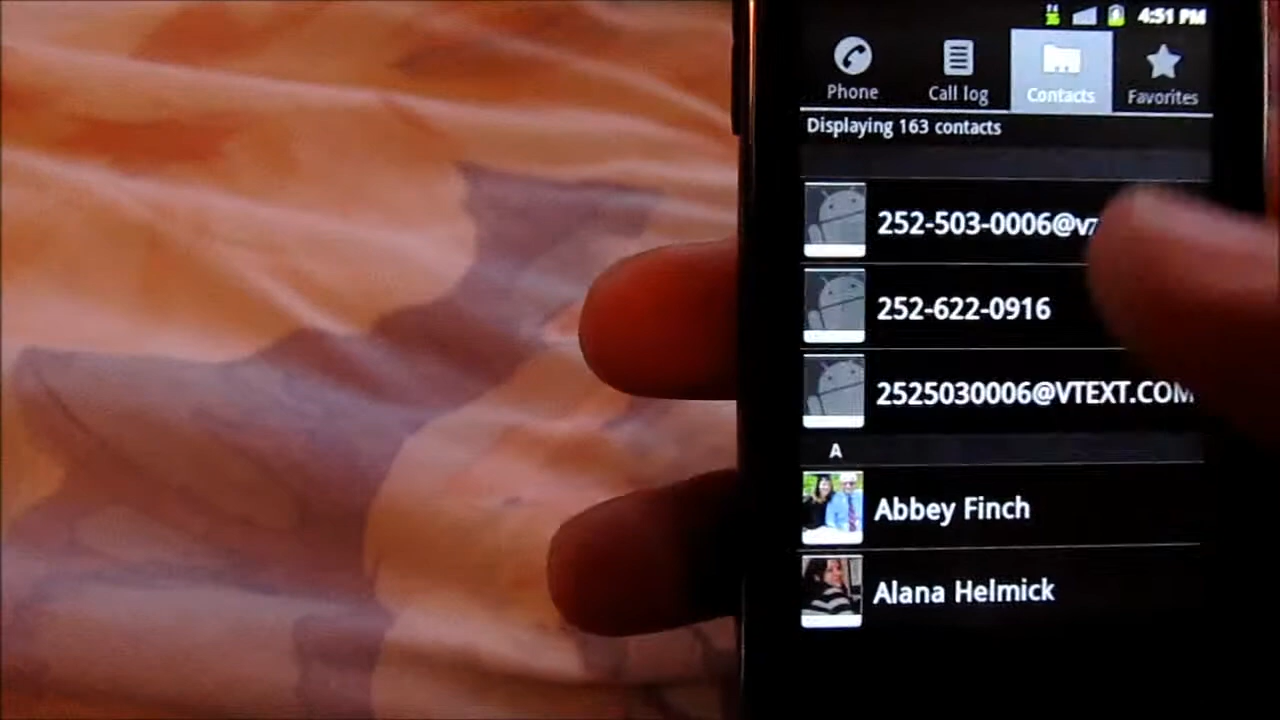 4:51 PM
Phone Call log Contacts Favorites
Displaying 163 contacts
252-503-0006@v
252-622-0916
2525030006@VTEXT.COM
A
Abbey Finch
Alana Helmick